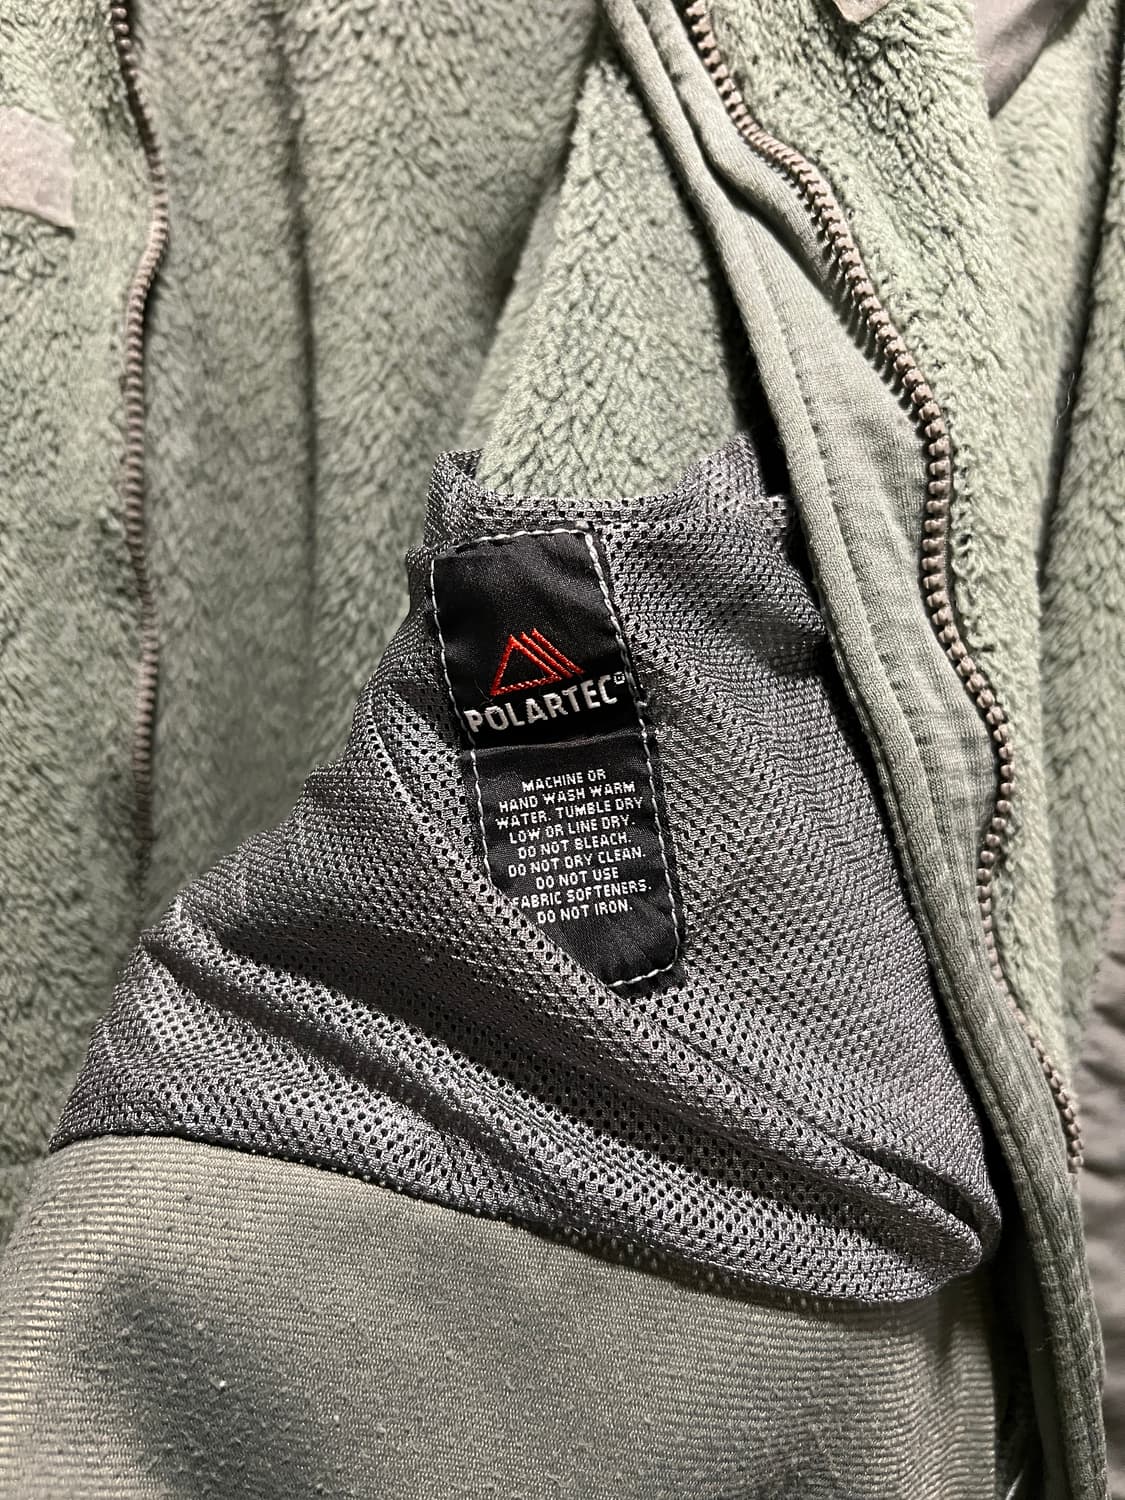 POLARTEC®
MACHINE OR
HAND WASH WARM
WATER. TUMBLE DRY
LOW OR LINE DRY.
DO NOT BLEACH.
DO NOT DRY CLEAN.
DO NOT USE
FABRIC SOFTENERS.
DO NOT IRON.